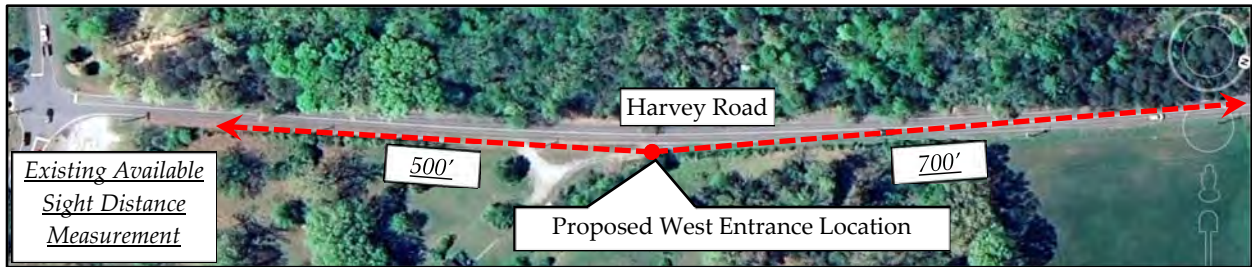 Harvey Road
500’
700’
Existing Available
Sight Distance
Measurement
Proposed West Entrance Location
N